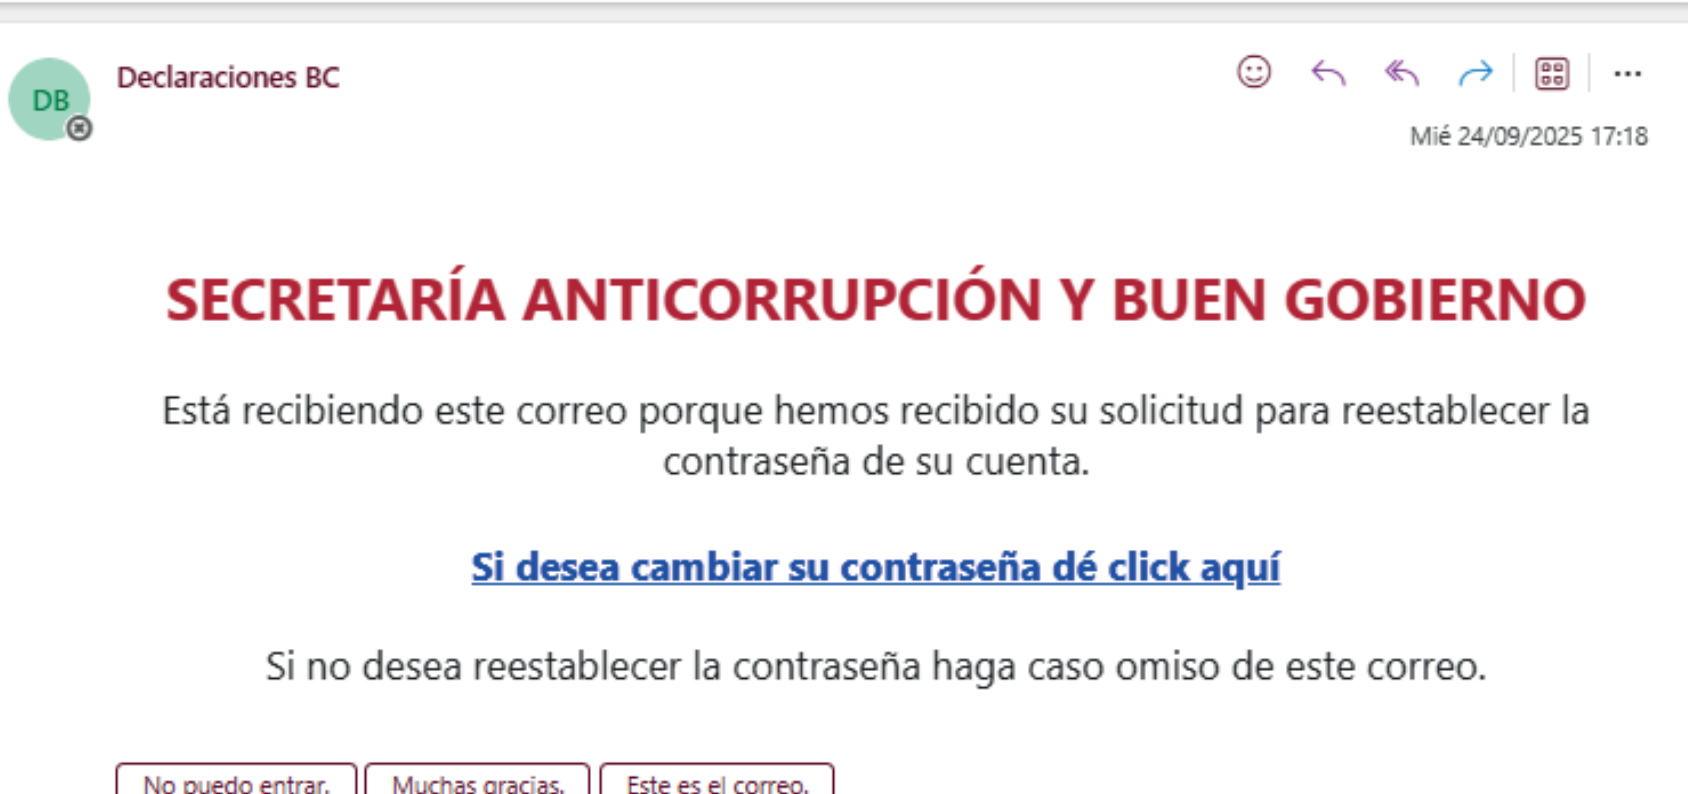 DB
Declaraciones BC
Mié 24/09/2025 17:18
SECRETARÍA ANTICORRUPCIÓN Y BUEN GOBIERNO
Está recibiendo este correo porque hemos recibido su solicitud para reestablecer la
contraseña de su cuenta.
Si desea cambiar su contraseña dé click aquí
Si no desea reestablecer la contraseña haga caso omiso de este correo.
No puedo entrar. Muchas gracias. Este es el correo.